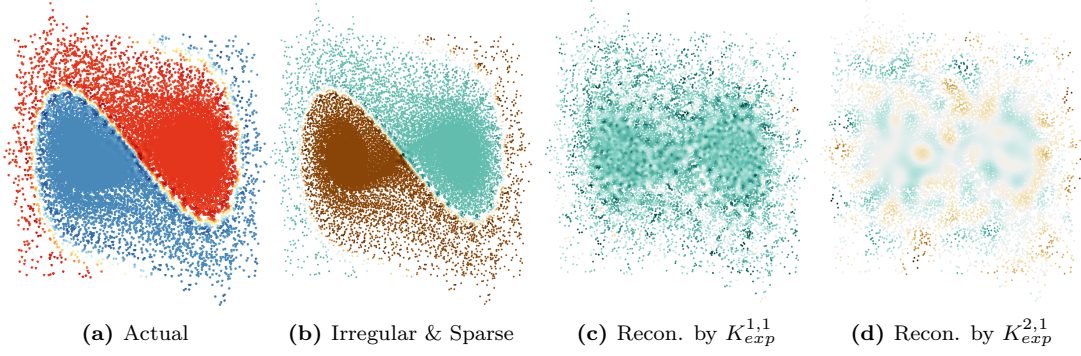 (a) Actual
(b) Irregular & Sparse
(c) Recon. by $K_{exp}^{1,1}$
(d) Recon. by $K_{exp}^{2,1}$